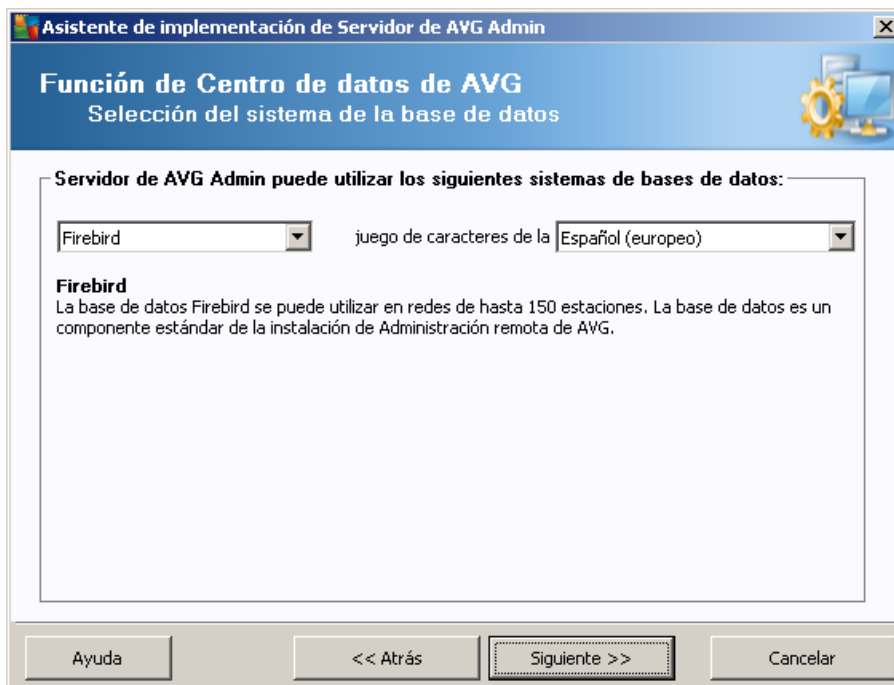 Asistente de implementación de Servidor de AVG Admin
Función de Centro de datos de AVG
Selección del sistema de la base de datos
Servidor de AVG Admin puede utilizar los siguientes sistemas de bases de datos:
Firebird juego de caracteres de la Español (europeo)
Firebird
La base de datos Firebird se puede utilizar en redes de hasta 150 estaciones. La base de datos es un
componente estándar de la instalación de Administración remota de AVG.
Ayuda << Atrás Siguiente >> Cancelar